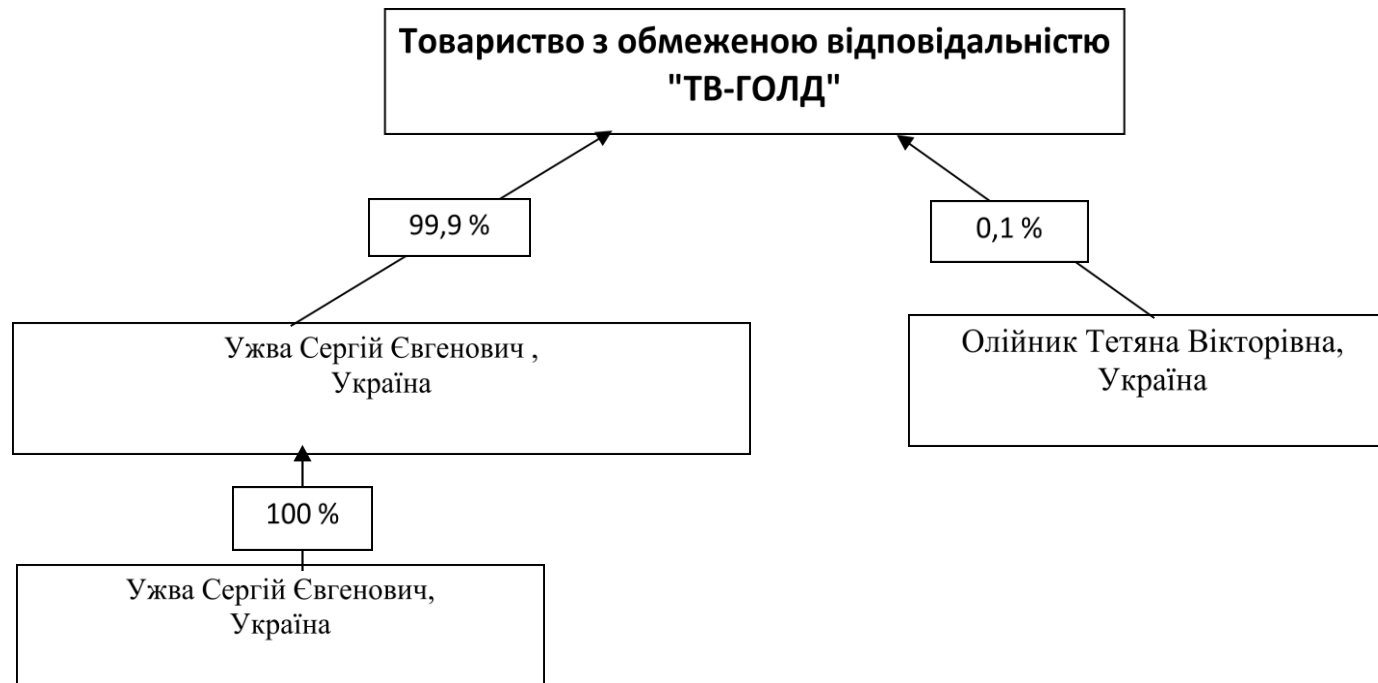 Товариство з обмеженою відповідальністю
"ТВ-ГОЛД"
99,9 %
0,1 %
Ужва Сергій Євгенович ,
Україна
Олійник Тетяна Вікторівна,
Україна
100 %
Ужва Сергій Євгенович,
Україна